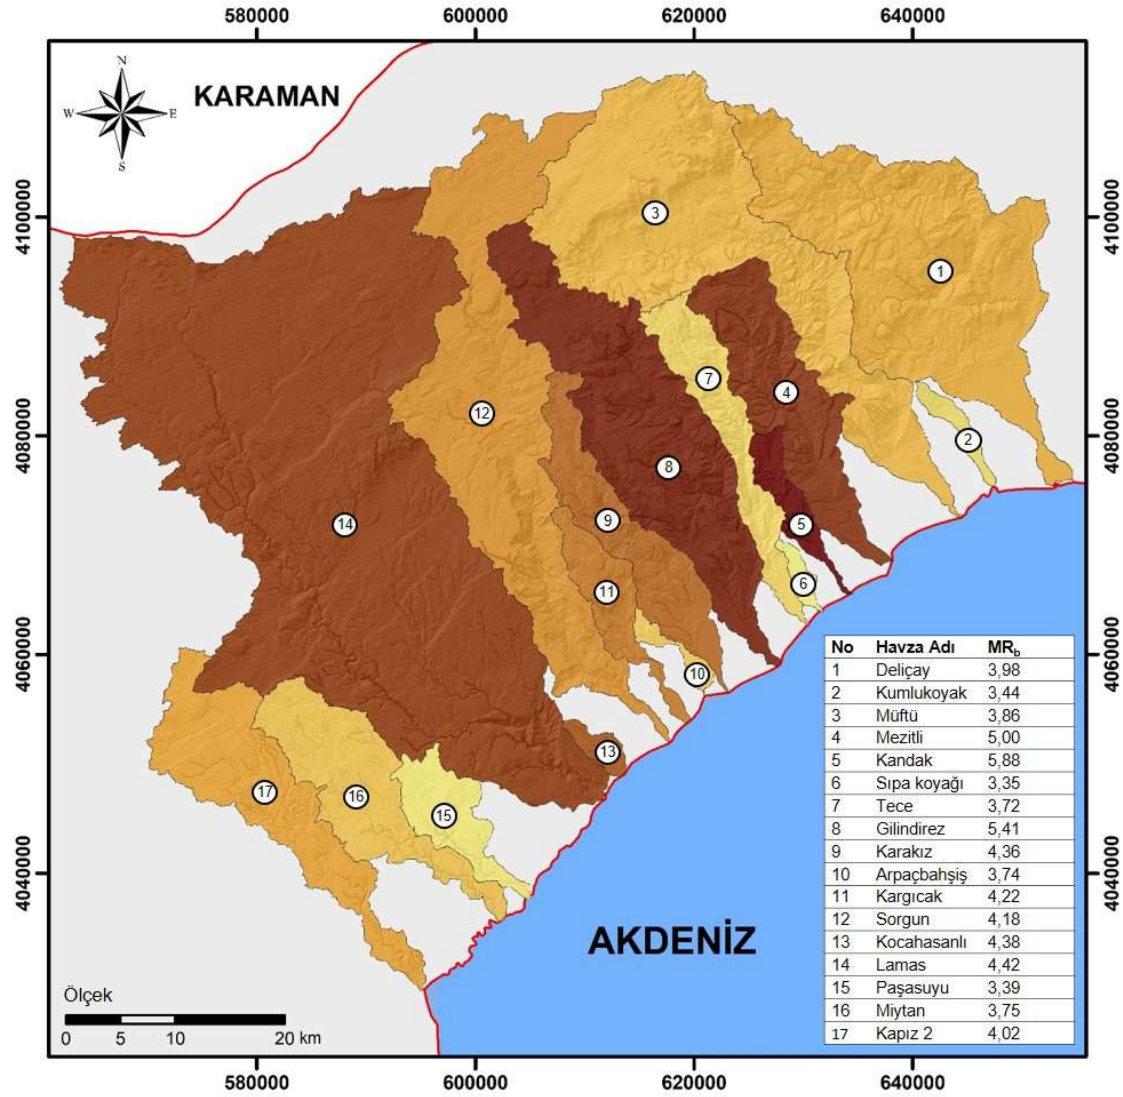 580000 600000 620000 640000
N
W E
S
KARAMAN
4100000 4100000
3
1
4080000 4080000
7
4
12
2
8
14
9
5
6
11
4060000 4060000
10
13
17
16
15
4040000 4040000
AKDENİZ
No Havza Adı MRb
1 Deliçay 3,98
2 Kumlukoyak 3,44
3 Müftü 3,86
4 Mezitli 5,00
5 Kandak 5,88
6 Sıpa koyağı 3,35
7 Tece 3,72
8 Gilindirez 5,41
9 Karakız 4,36
10 Arpaçbahşiş 3,74
11 Kargıcak 4,22
12 Sorgun 4,18
13 Kocahasanlı 4,38
14 Lamas 4,42
15 Paşasuyu 3,39
16 Miytan 3,75
17 Kapız 2 4,02
Ölçek
0 5 10 20 km
580000 600000 620000 640000